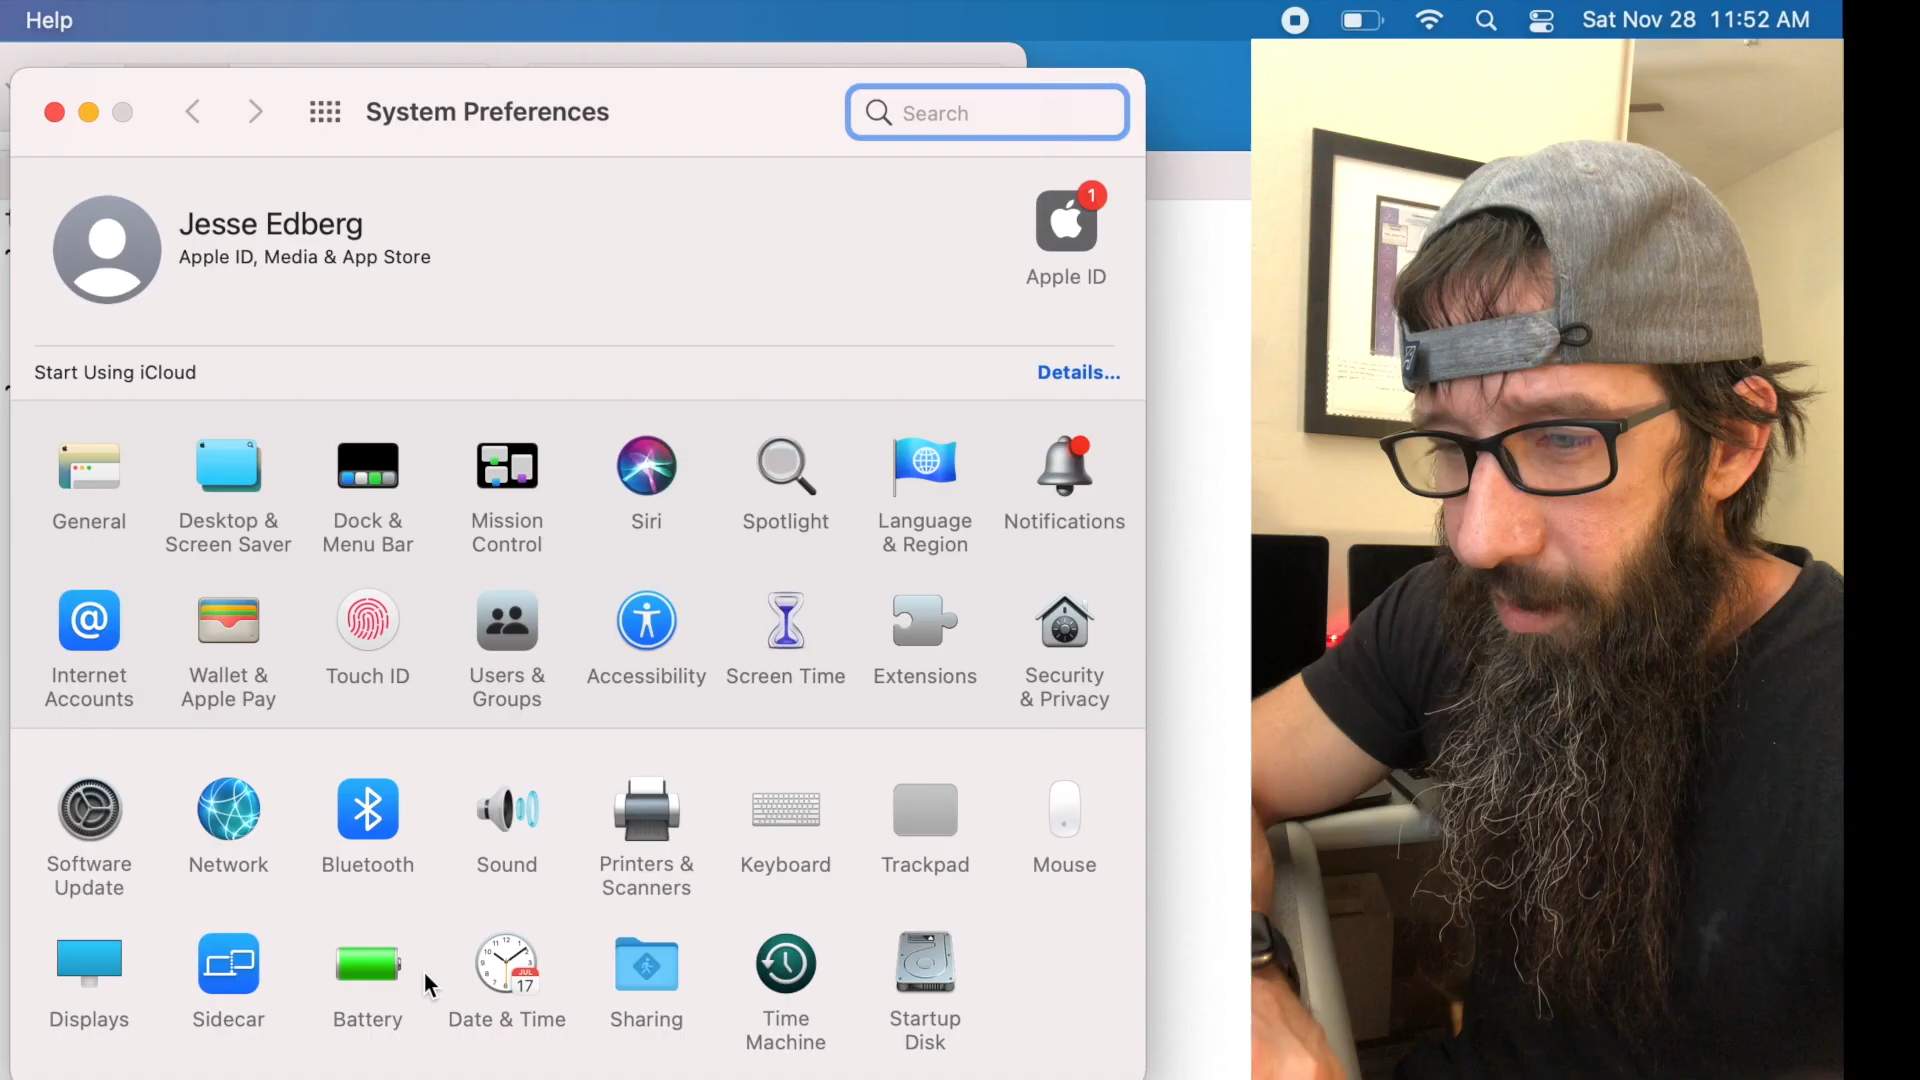 Help
Sat Nov 28 11:52 AM
System Preferences
Search
Jesse Edberg
Apple ID, Media & App Store
1
Apple ID
Start Using iCloud
Details...
General
Desktop &
Screen Saver
Dock &
Menu Bar
Mission
Control
Siri
Spotlight
Language
& Region
Notifications
Internet
Accounts
Wallet &
Apple Pay
Touch ID
Users &
Groups
Accessibility
Screen Time
Extensions
Security
& Privacy
Software
Update
Network
Bluetooth
Sound
Printers &
Scanners
Keyboard
Trackpad
Mouse
JUL
17
Displays
Sidecar
Battery
Date & Time
Sharing
Time
Machine
Startup
Disk